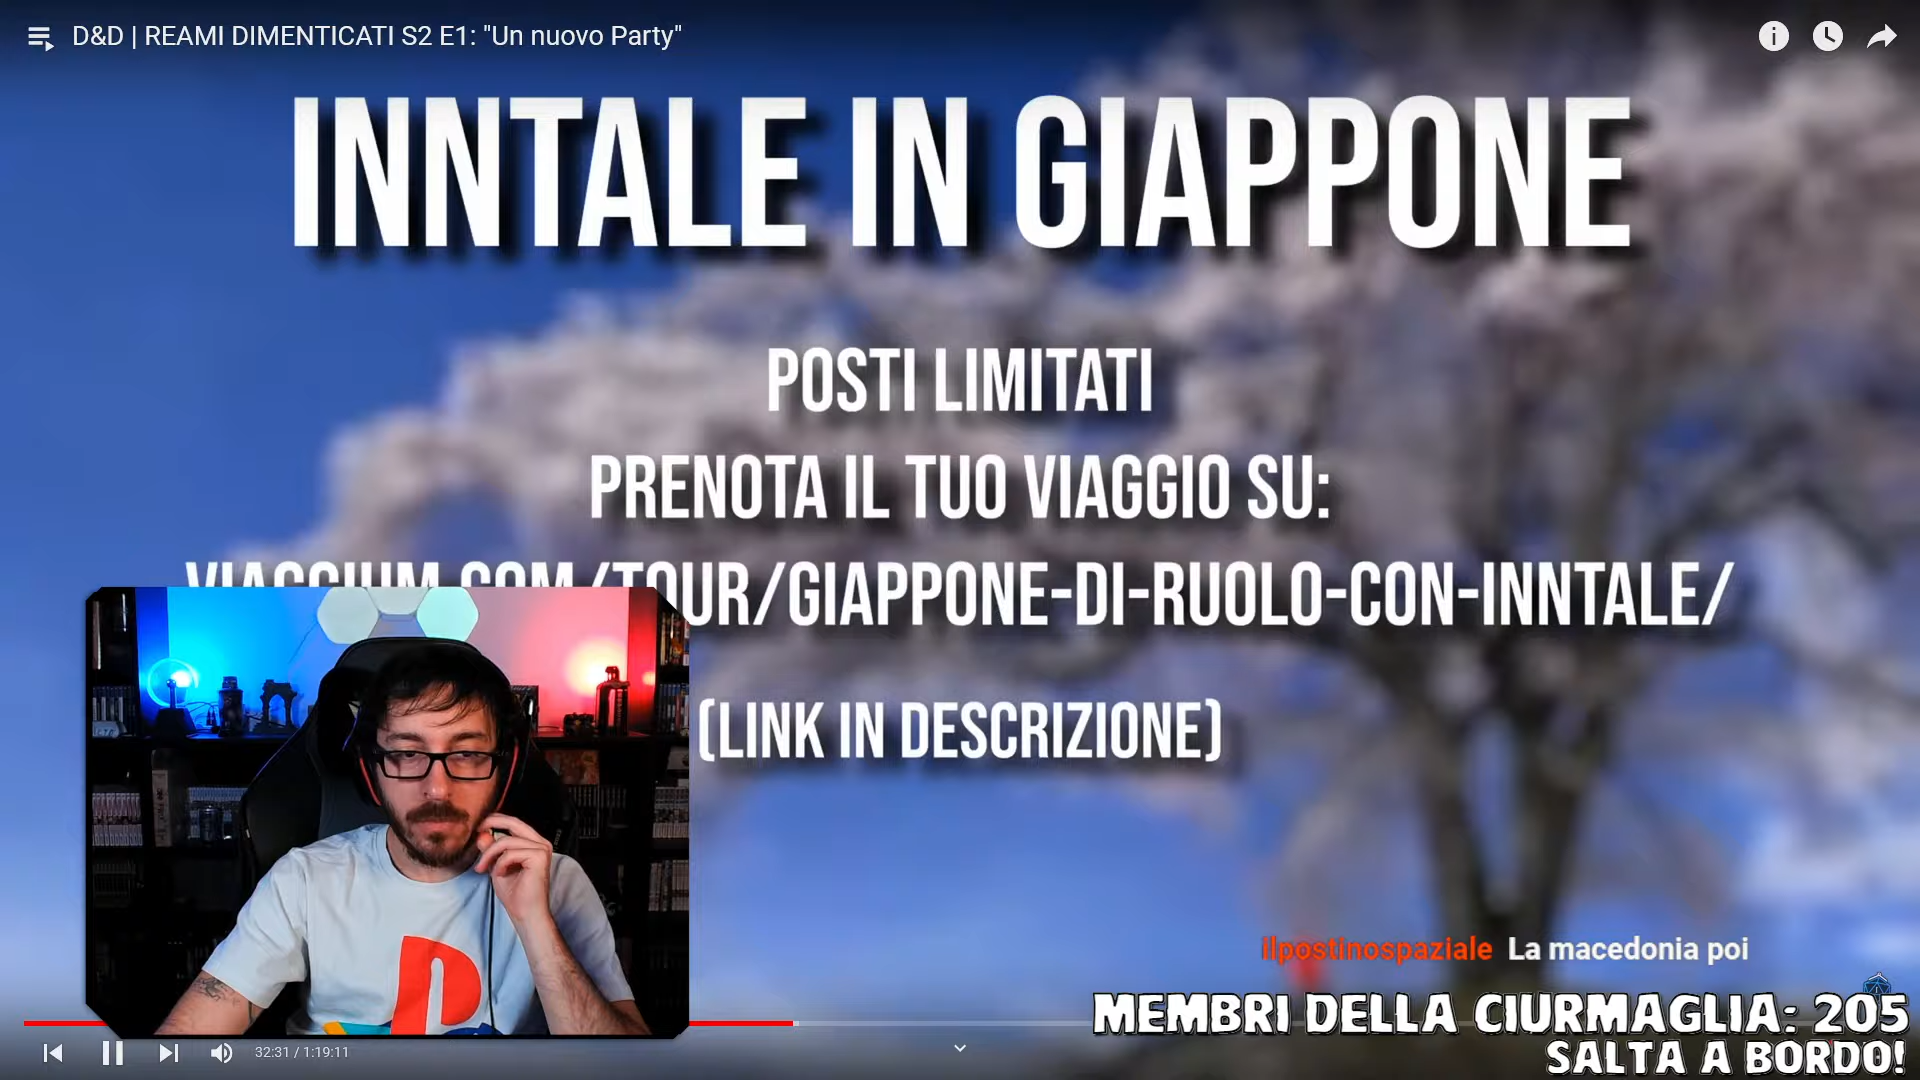 D&D | REAMI DIMENTICATI S2 E1: "Un nuovo Party"
INNTALE IN GIAPPONE
POSTI LIMITATI
PRENOTA IL TUO VIAGGIO SU:
VIAGGIUM.COM/TOUR/GIAPPONE-DI-RUOLO-CON-INNTALE/
(LINK IN DESCRIZIONE)
ilpostinospaziale La macedonia poi
MEMBRI DELLA CIURMAGLIA: 205
SALTA A BORDO!
32:31 / 1:19:11